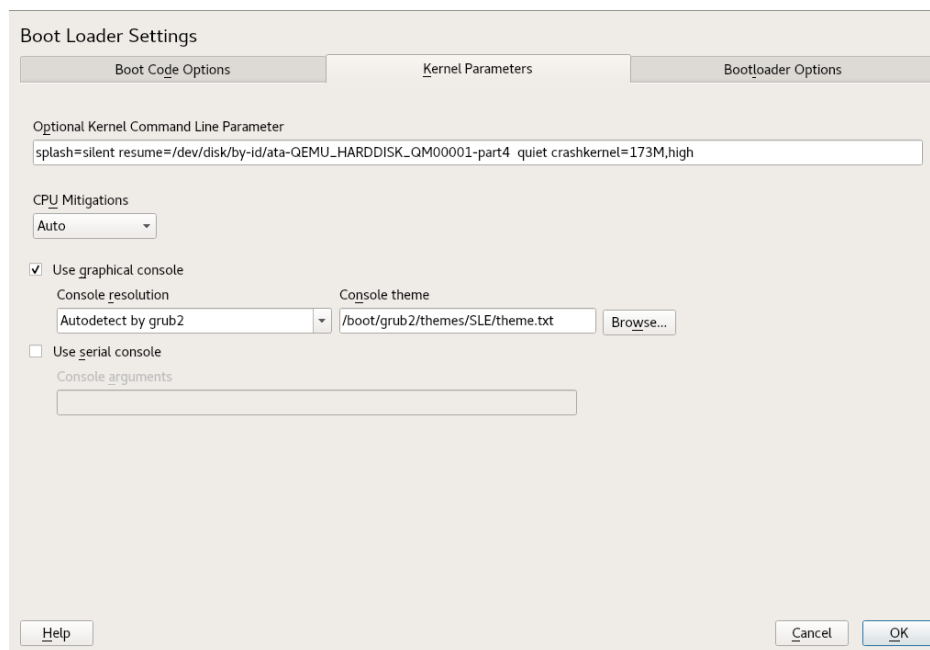 Boot Loader Settings
Boot Code Options Kernel Parameters Bootloader Options
Optional Kernel Command Line Parameter
splash=silent resume=/dev/disk/by-id/ata-QEMU_HARDDISK_QM00001-part4  quiet crashkernel=173M,high
CPU Mitigations
Auto
Use graphical console
Console resolution Console theme
Autodetect by grub2 /boot/grub2/themes/SLE/theme.txt Browse...
Use serial console
Console arguments
Help Cancel OK